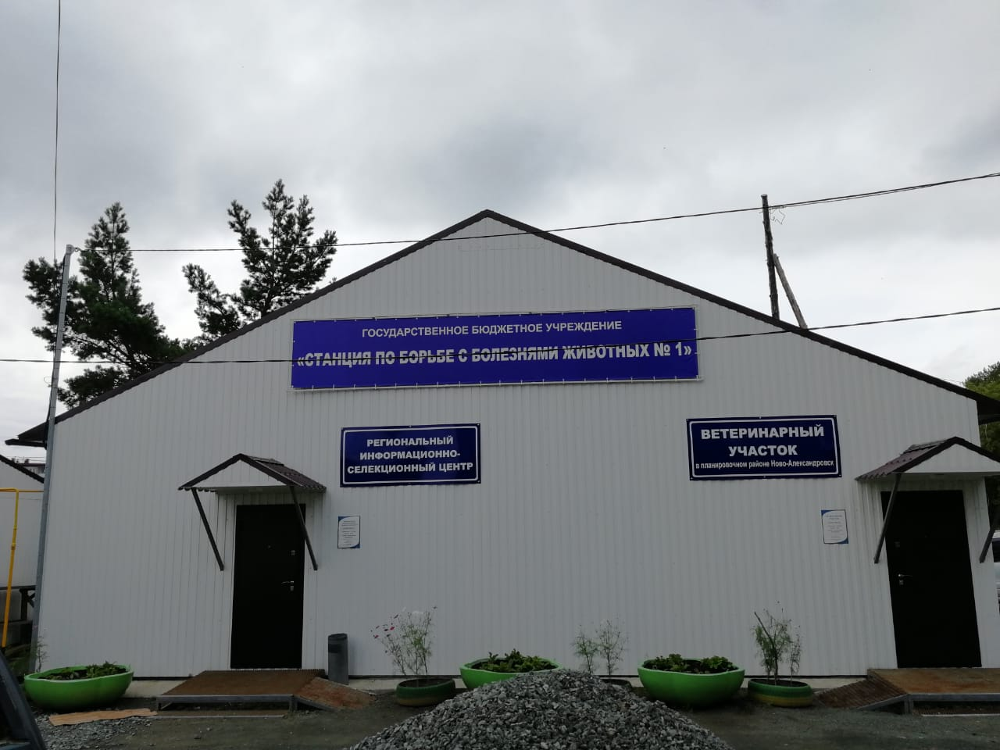 ГОСУДАРСТВЕННОЕ БЮДЖЕТНОЕ УЧРЕЖДЕНИЕ
«СТАНЦИЯ ПО БОРЬБЕ С БОЛЕЗНЯМИ ЖИВОТНЫХ № 1»
РЕГИОНАЛЬНЫЙ
ИНФОРМАЦИОННО-
СЕЛЕКЦИОННЫЙ ЦЕНТР
ВЕТЕРИНАРНЫЙ
УЧАСТОК
в планировочном районе Ново-Александровск